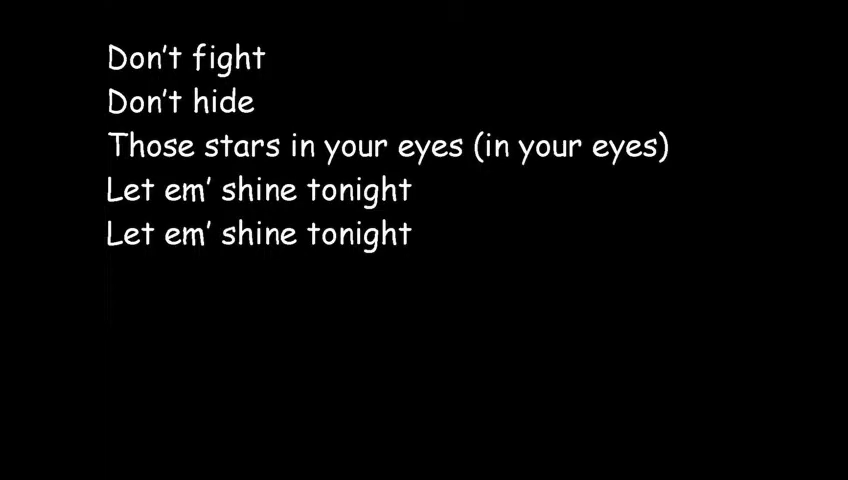 Don't fight
Don't hide
Those stars in your eyes (in your eyes)
Let em' shine tonight
Let em' shine tonight